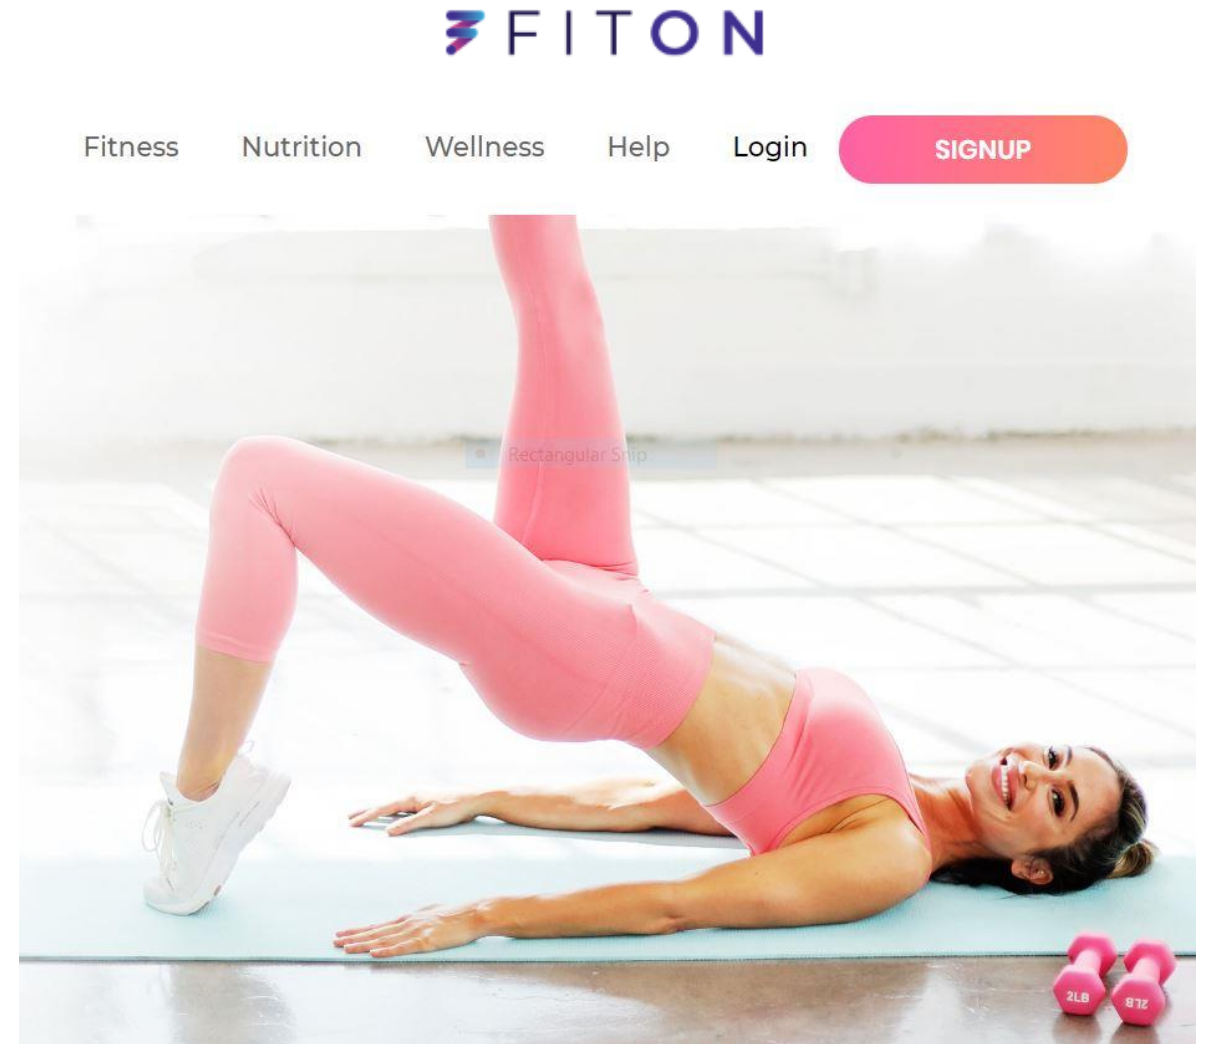 FITON
Fitness Nutrition Wellness Help Login SIGNUP
Rectangular Snip
2LB 2LB